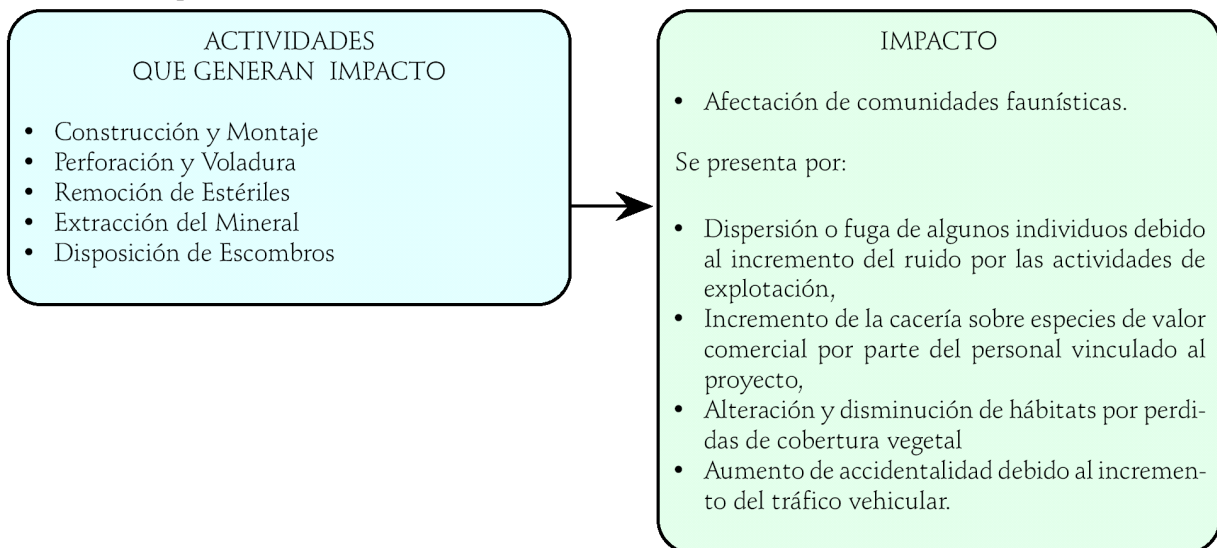 ACTIVIDADES
QUE GENERAN IMPACTO
• Construcción y Montaje
• Perforación y Voladura
• Remoción de Estériles
• Extracción del Mineral
• Disposición de Escombros
IMPACTO
• Afectación de comunidades faunísticas.
Se presenta por:
• Dispersión o fuga de algunos individuos debido
al incremento del ruido por las actividades de
explotación,
• Incremento de la cacería sobre especies de valor
comercial por parte del personal vinculado al
proyecto,
• Alteración y disminución de hábitats por perdi-
das de cobertura vegetal
• Aumento de accidentalidad debido al incremen-
to del tráfico vehicular.